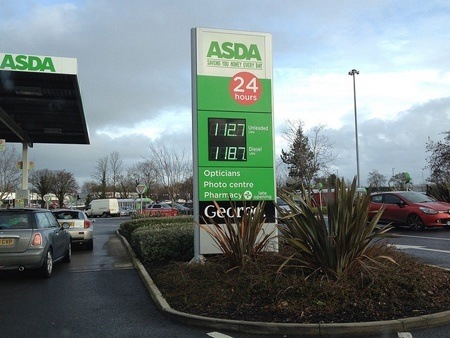 ASDA
ASDA
SAVING YOU MONEY EVERY DAY
24
hours
112.7 Unleaded
118.7 Diesel
Opticians
Photo centre
Pharmacy
George